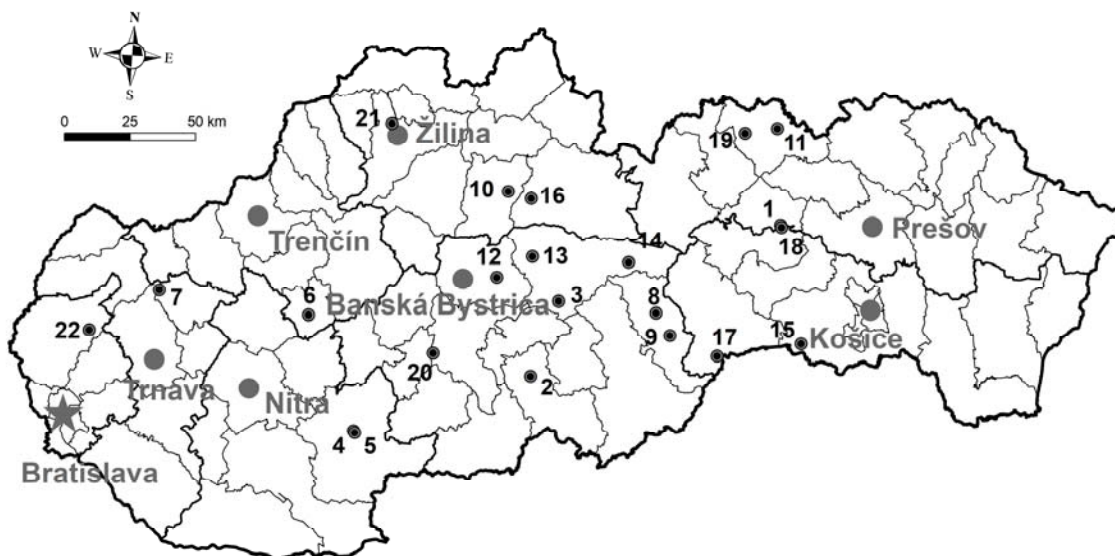 N
W E
S
0 25 50 km
21
Žilina
19
11
10
16
1
18
Prešov
Trenčín
14
12
13
7
6
Banská Bystrica
3
8
22
9
17
15
Košice
Trnava
20
Nitra
2
4 5
Bratislava